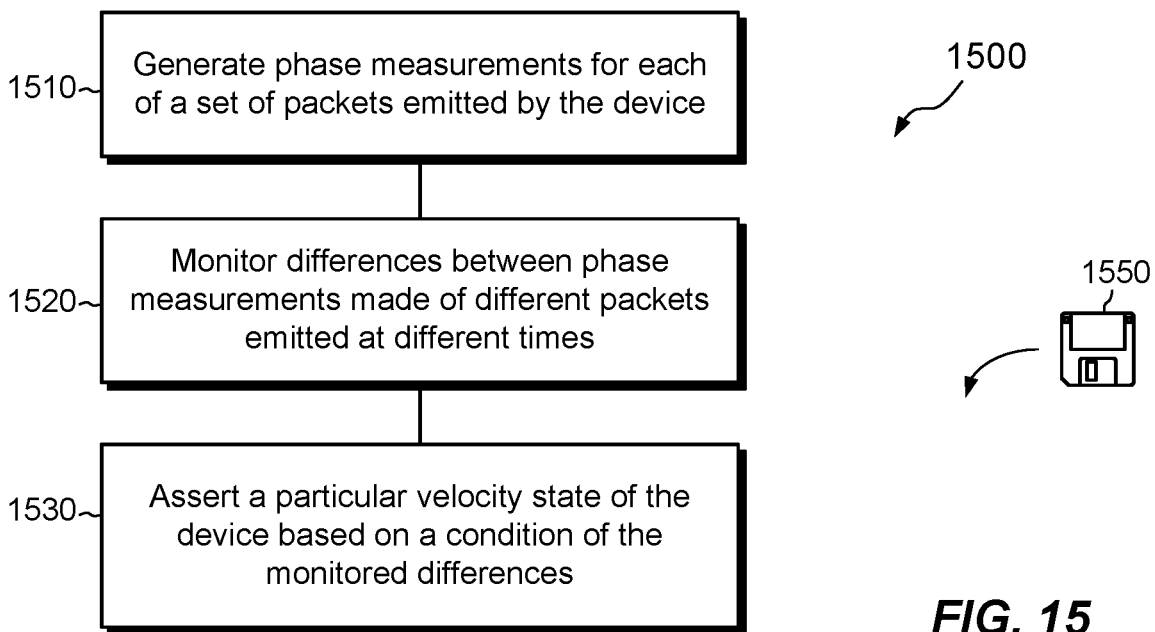 1510
Generate phase measurements for each
of a set of packets emitted by the device
1500
1520
Monitor differences between phase
measurements made of different packets
emitted at different times
1550
1530
Assert a particular velocity state of the
device based on a condition of the
monitored differences
FIG. 15